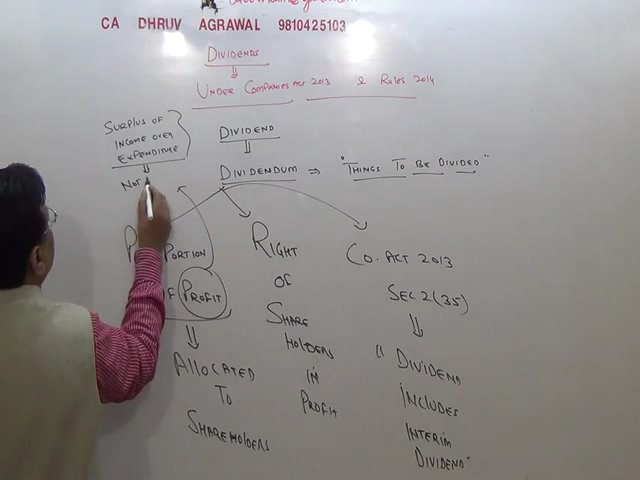 CA DHRUV AGRAWAL 9810425103
DIVIDENDS
UNDER COMPANIES ACT 2013 & RULES 2014
SURPLUS OF
INCOME OVER
EXPENDITURE
NOT
DIVIDEND
DIVIDENDUM ⇒ "THINGS TO BE DIVIDED"
PORTION
PROFIT
ALLOCATED
TO
SHAREHOLDERS
RIGHT
OF
SHARE
HOLDERS
IN
PROFIT
CO. ACT 2013
SEC 2(35)
"DIVIDEND
INCLUDES
INTERIM
DIVIDEND"